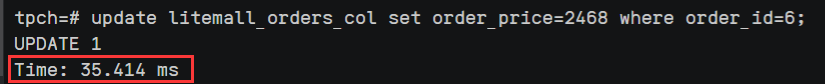 tpch=# update litemall_orders_col set order_price=2468 where order_id=6;
UPDATE 1
Time: 35.414 ms